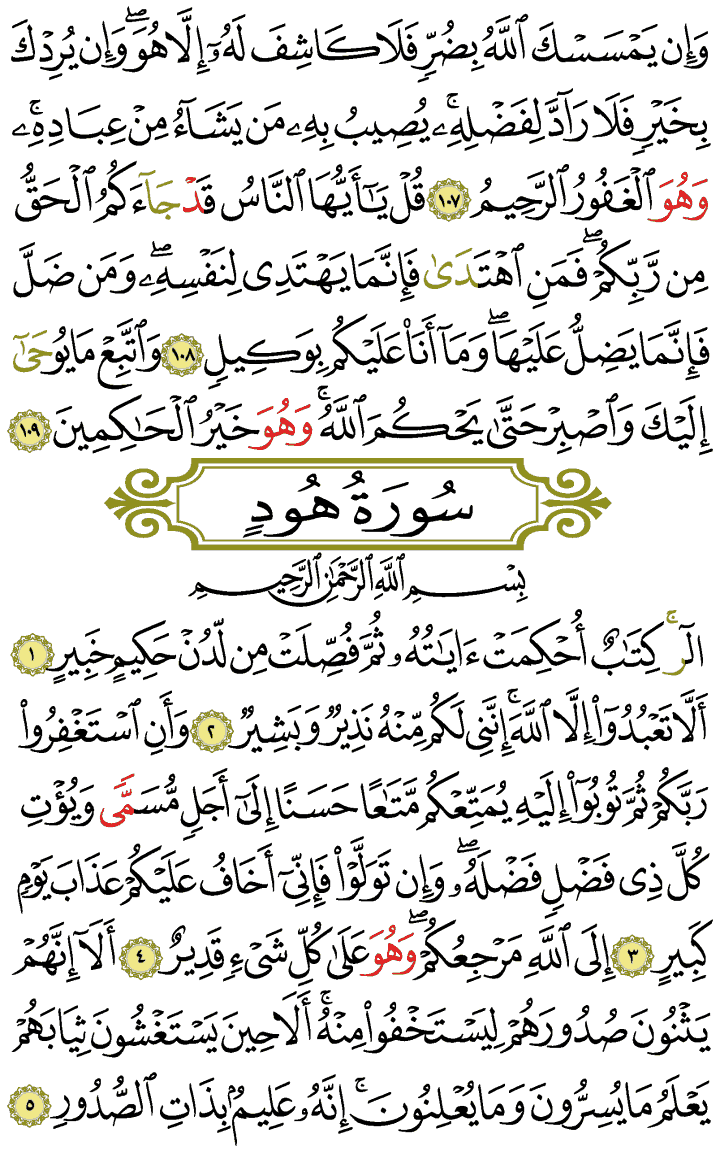 وَإِن يَمْسَسْكَ ٱللَّهُ بِضُرٍّ فَلَا كَاشِفَ لَهُۥٓ إِلَّا هُوَۖ وَإِن يُرِدْكَ
بِخَيْرٍ فَلَا رَآدَّ لِفَضْلِهِۦۚ يُصِيبُ بِهِۦ مَن يَشَآءُ مِنْ عِبَادِهِۦۚ
وَهُوَ ٱلْغَفُورُ ٱلرَّحِيمُ ١٠٧ قُلْ يَـٰٓأَيُّهَا ٱلنَّاسُ قَدْ جَآءَكُمُ ٱلْحَقُّ
مِن رَّبِّكُمْۖ فَمَنِ ٱهْتَدَىٰ فَإِنَّمَا يَهْتَدِى لِنَفْسِهِۦۖ وَمَن ضَلَّ
فَإِنَّمَا يَضِلُّ عَلَيْهَاۖ وَمَآ أَنَا۠ عَلَيْكُم بِوَكِيلٍ ١٠٨ وَٱتَّبِعْ مَا يُوحَىٰٓ
إِلَيْكَ وَٱصْبِرْ حَتَّىٰ يَحْكُمَ ٱللَّهُۚ وَهُوَ خَيْرُ ٱلْحَـٰكِمِينَ ١٠٩
سُورَةُ هُودٍ
بِسْمِ ٱللَّهِ ٱلرَّحْمَـٰنِ ٱلرَّحِيمِ
الٓرۚ كِتَـٰبٌ أُحْكِمَتْ ءَايَـٰتُهُۥ ثُمَّ فُصِّلَتْ مِن لَّدُنْ حَكِيمٍ خَبِيرٍ ١
أَلَّا تَعْبُدُوٓا۟ إِلَّا ٱللَّهَۚ إِنَّنِى لَكُم مِّنْهُ نَذِيرٌ وَبَشِيرٌ ٢ وَأَنِ ٱسْتَغْفِرُوا۟
رَبَّكُمْ ثُمَّ تُوبُوٓا۟ إِلَيْهِ يُمَتِّعْكُم مَّتَـٰعًا حَسَنًا إِلَىٰٓ أَجَلٍ مُّسَمًّى وَيُؤْتِ
كُلَّ ذِى فَضْلٍ فَضْلَهُۥۖ وَإِن تَوَلَّوْا۟ فَإِنِّىٓ أَخَافُ عَلَيْكُمْ عَذَابَ يَوْمٍ
كَبِيرٍ ٣ إِلَى ٱللَّهِ مَرْجِعُكُمْۖ وَهُوَ عَلَىٰ كُلِّ شَىْءٍ قَدِيرٌ ٤ أَلَآ إِنَّهُمْ
يَثْنُونَ صُدُورَهُمْ لِيَسْتَخْفُوا۟ مِنْهُۚ أَلَا حِينَ يَسْتَغْشُونَ ثِيَابَهُمْ
يَعْلَمُ مَا يُسِرُّونَ وَمَا يُعْلِنُونَۚ إِنَّهُۥ عَلِيمٌۢ بِذَاتِ ٱلصُّدُورِ ٥